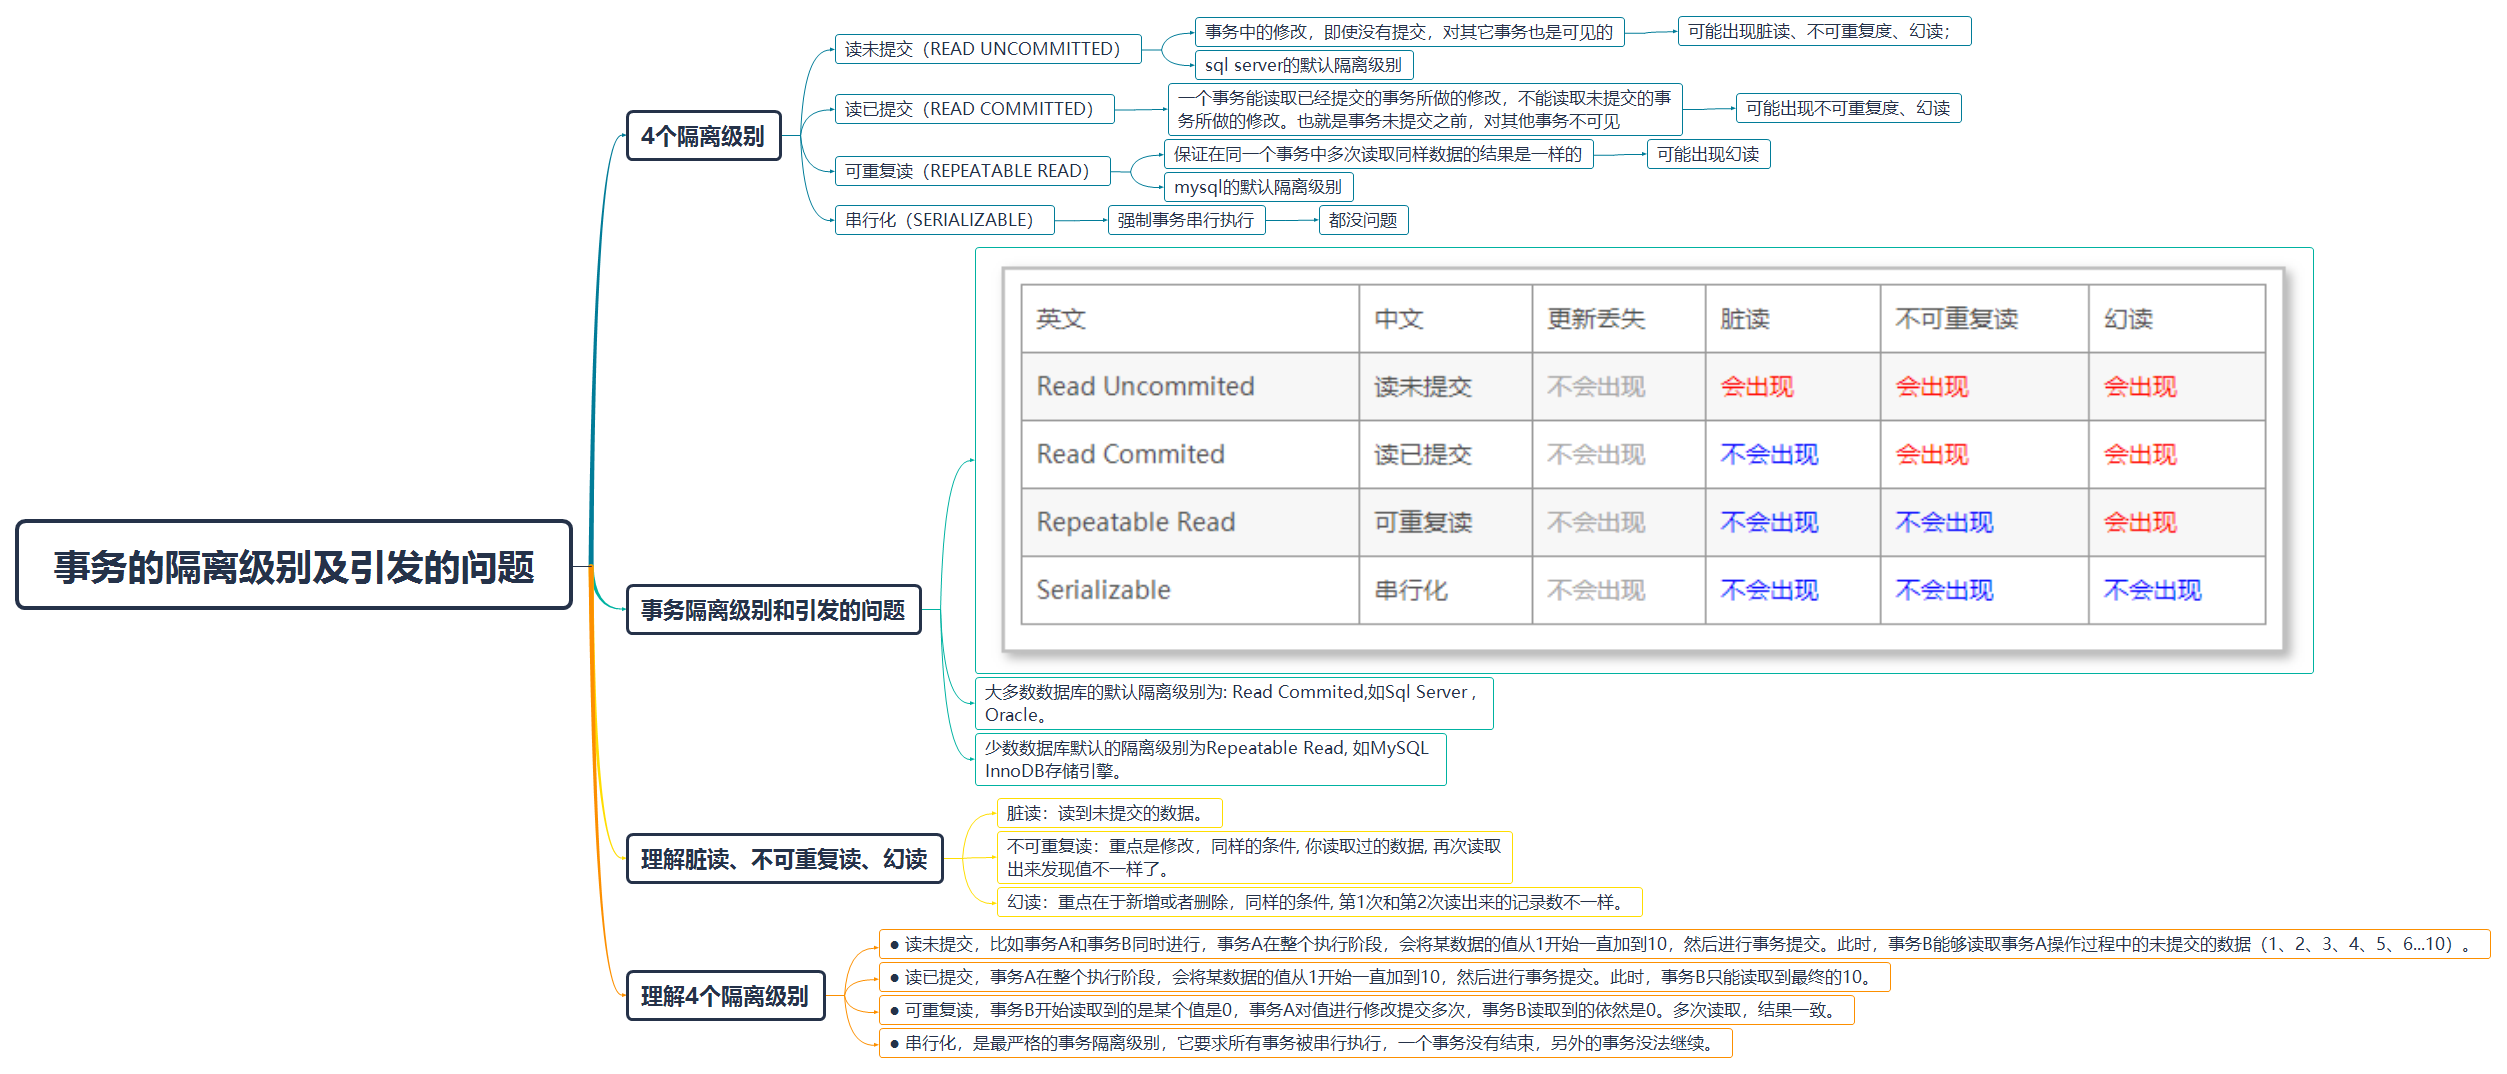 事务的隔离级别及引发的问题
4个隔离级别
读未提交（READ UNCOMMITTED）
事务中的修改，即使没有提交，对其它事务也是可见的
可能出现脏读、不可重复度、幻读；
sql server的默认隔离级别
读已提交（READ COMMITTED）
一个事务能读取已经提交的事务所做的修改，不能读取未提交的事
务所做的修改。也就是事务未提交之前，对其他事务不可见
可能出现不可重复度、幻读
可重复读（REPEATABLE READ）
保证在同一个事务中多次读取同样数据的结果是一样的
可能出现幻读
mysql的默认隔离级别
串行化（SERIALIZABLE）
强制事务串行执行
都没问题
事务隔离级别和引发的问题
英文 中文 更新丢失 脏读 不可重复读 幻读
Read Uncommited 读未提交 不会出现 会出现 会出现 会出现
Read Commited 读已提交 不会出现 不会出现 会出现 会出现
Repeatable Read 可重复读 不会出现 不会出现 不会出现 会出现
Serializable 串行化 不会出现 不会出现 不会出现 不会出现
大多数数据库的默认隔离级别为: Read Commited,如Sql Server ,
Oracle。
少数数据库默认的隔离级别为Repeatable Read, 如MySQL
InnoDB存储引擎。
理解脏读、不可重复读、幻读
脏读：读到未提交的数据。
不可重复读：重点是修改，同样的条件, 你读取过的数据, 再次读取
出来发现值不一样了。
幻读：重点在于新增或者删除，同样的条件, 第1次和第2次读出来的记录数不一样。
理解4个隔离级别
● 读未提交，比如事务A和事务B同时进行，事务A在整个执行阶段，会将某数据的值从1开始一直加到10，然后进行事务提交。此时，事务B能够读取事务A操作过程中的未提交的数据（1、2、3、4、5、6...10）。
● 读已提交，事务A在整个执行阶段，会将某数据的值从1开始一直加到10，然后进行事务提交。此时，事务B只能读取到最终的10。
● 可重复读，事务B开始读取到的是某个值是0，事务A对值进行修改提交多次，事务B读取到的依然是0。多次读取，结果一致。
● 串行化，是最严格的事务隔离级别，它要求所有事务被串行执行，一个事务没有结束，另外的事务没法继续。